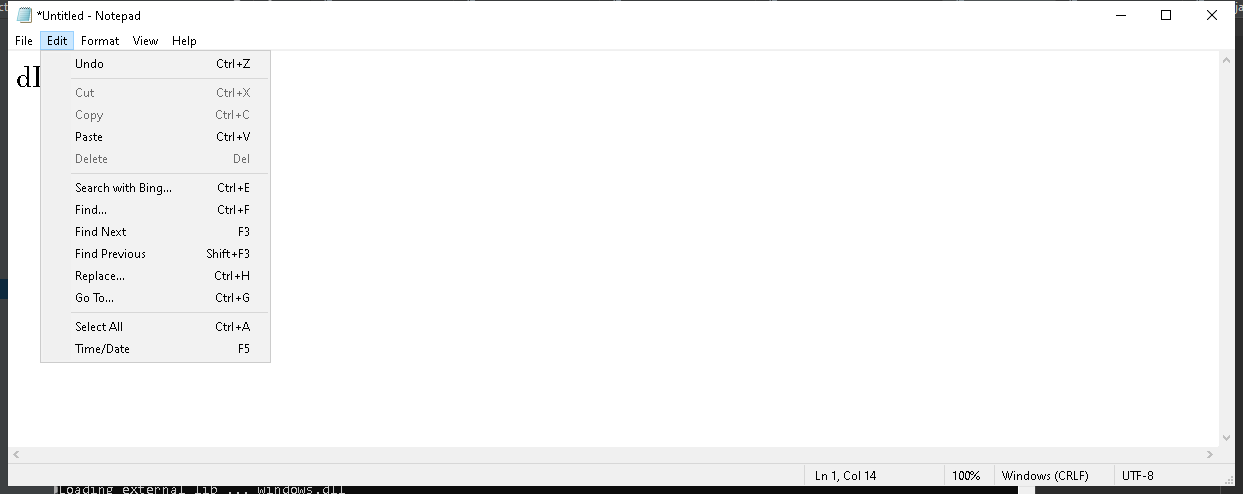 *Untitled - Notepad
File Edit Format View Help
Undo Ctrl+Z
Cut Ctrl+X
Copy Ctrl+C
Paste Ctrl+V
Delete Del
Search with Bing... Ctrl+E
Find... Ctrl+F
Find Next F3
Find Previous Shift+F3
Replace... Ctrl+H
Go To... Ctrl+G
Select All Ctrl+A
Time/Date F5
Ln 1, Col 14 100% Windows (CRLF) UTF-8
Loading external lib ... windows.dll